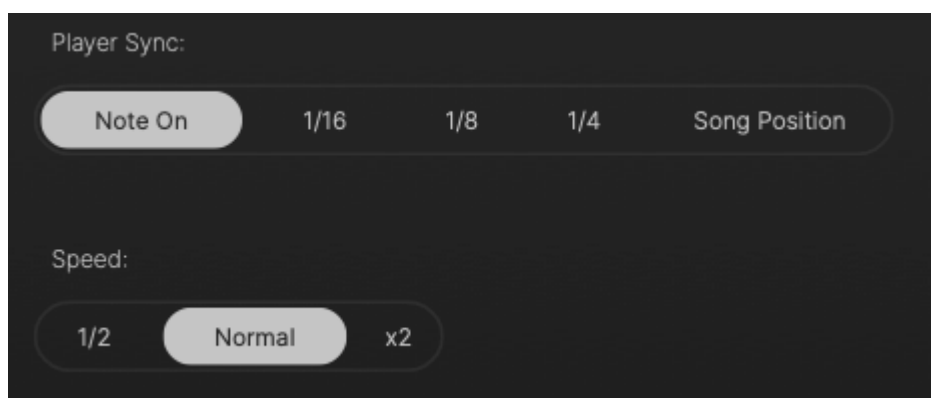 Player Sync:
Note On 1/16 1/8 1/4 Song Position
Speed:
1/2 Normal x2